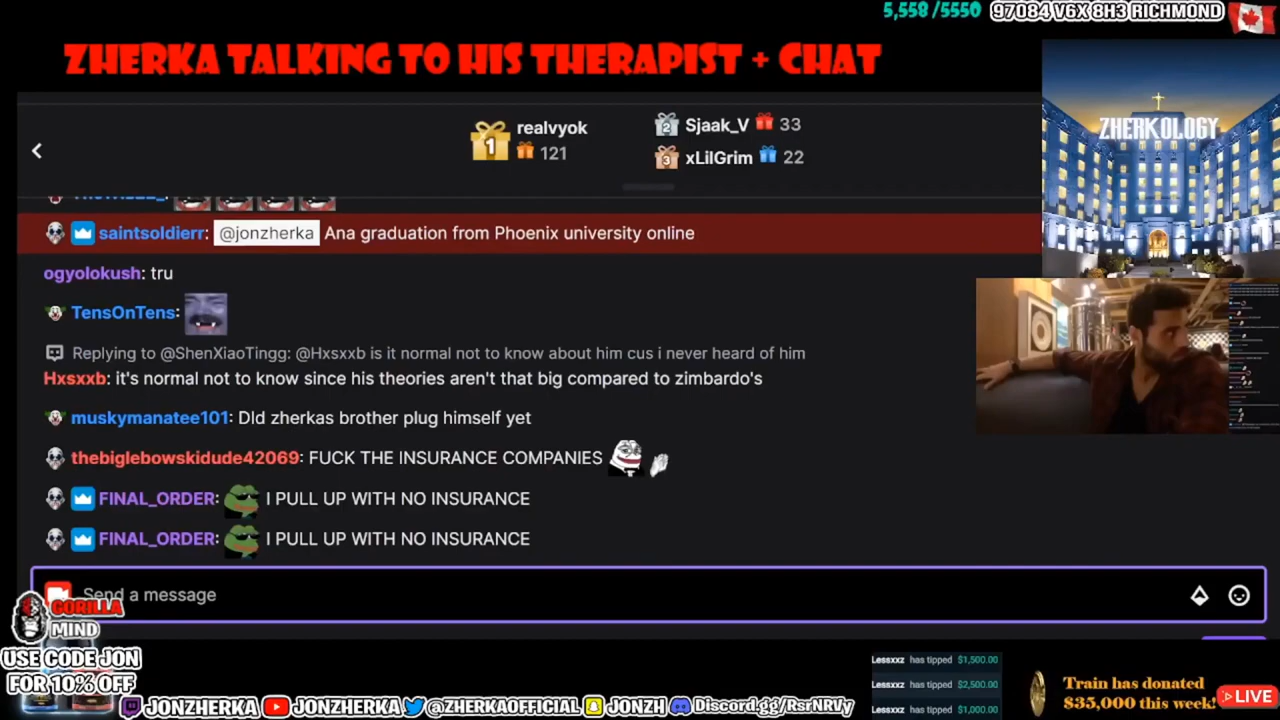 5,558 /5550
97084 V6X 8H3 RICHMOND
ZHERKA TALKING TO HIS THERAPIST + CHAT
ZHERKOLOGY
1 realvyok 121
2 Sjaak_V 33
3 xLilGrim 22
saintsoldierr: @jonzherka Ana graduation from Phoenix university online
ogyolokush: tru
TensOnTens:
Replying to @ShenXiaoTingg: @Hxsxxb is it normal not to know about him cus i never heard of him
Hxsxxb: it's normal not to know since his theories aren't that big compared to zimbardo's
muskymanatee101: DId zherkas brother plug himself yet
thebiglebowskidude42069: FUCK THE INSURANCE COMPANIES
FINAL_ORDER: I PULL UP WITH NO INSURANCE
FINAL_ORDER: I PULL UP WITH NO INSURANCE
Send a message
GORILLA
MIND
USE CODE JON
FOR 10% OFF
JONZHERKA JONZHERKA @ZHERKAOFFICIAL JONZH Discord.gg/RsrNRVy
Lessxxz has tipped $1,500.00
Lessxxz has tipped $2,500.00
Lessxxz has tipped $1,000.00
Train has donated
$35,000 this week!
LIVE